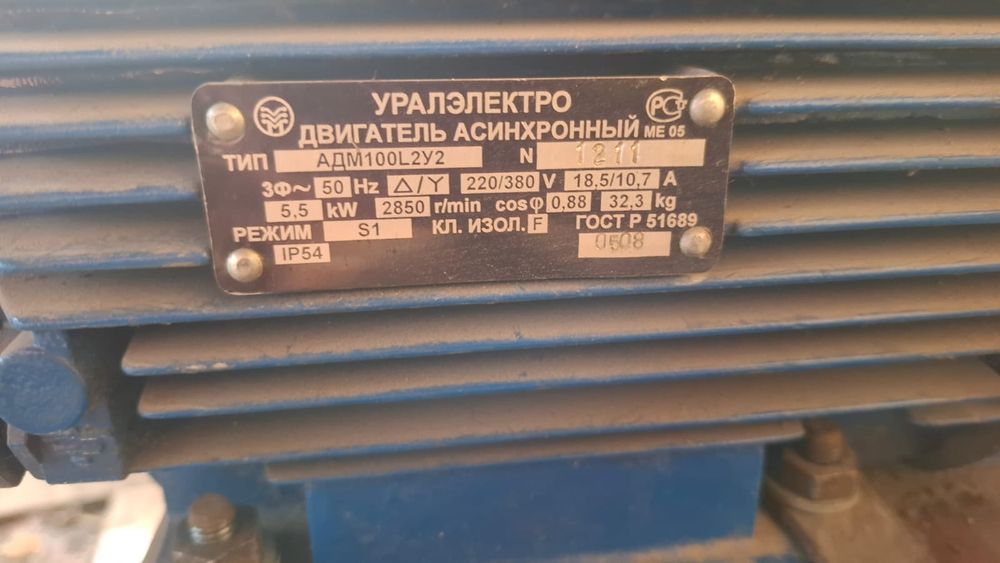 УРАЛЭЛЕКТРО
ДВИГАТЕЛЬ АСИНХРОННЫЙ МЕ 05
ТИП АДМ100L2У2 N 1211
3Ф~ 50 Hz △/Y 220/380 V 18,5/10,7 A
5,5 kW 2850 r/min cosφ 0,88 32,3 kg
РЕЖИМ S1 КЛ. ИЗОЛ. F ГОСТ Р 51689
IP54 0508